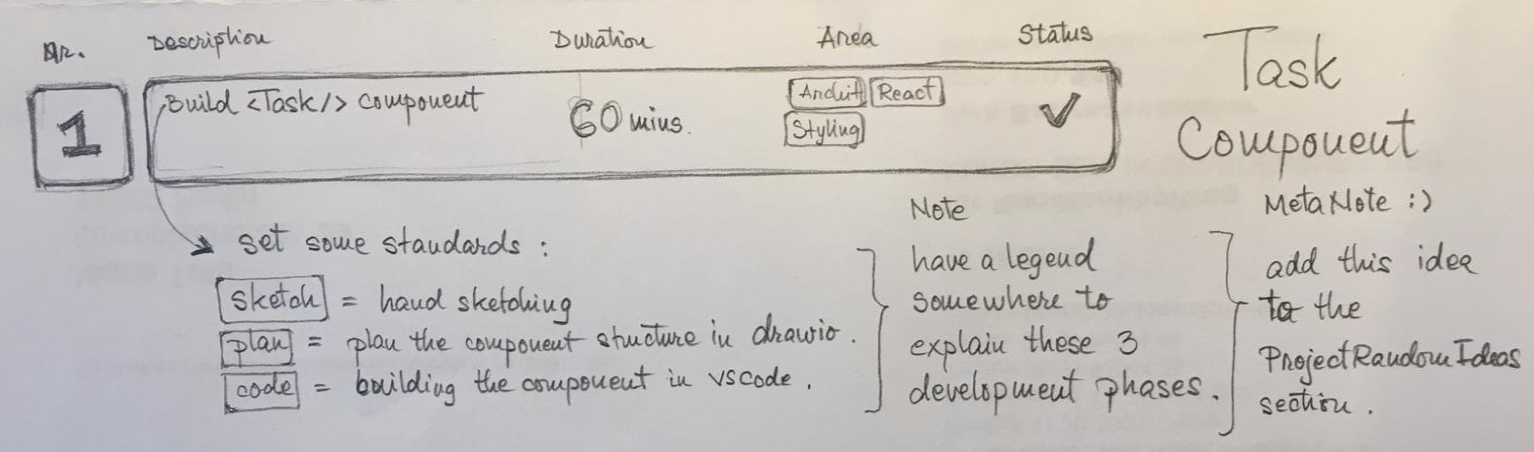 Nr. Description Duration Area Status
Task
Component
1
Build <Task/> component
60 mins.
React
Styling
set some standards :
sketch = hand sketching
plan = plan the component structure in drawio .
code = building the component in vscode .
Note
have a legend
somewhere to
explain these 3
development phases .
MetaNote :)
add this idea
to the
ProjectRandomIdeas
section .